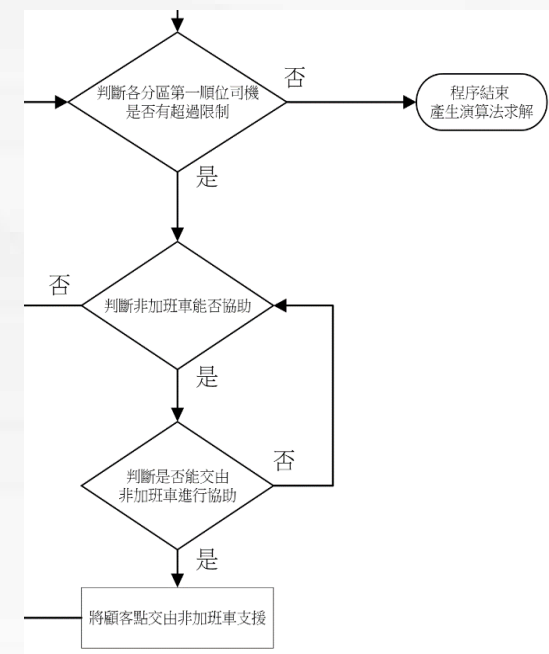 判斷各分區第一順位司機
是否有超過限制
否
程序結束
產生演算法求解
是
否
判斷非加班車能否協助
是
判斷是否能交由
非加班車進行協助
否
是
將顧客點交由非加班車支援